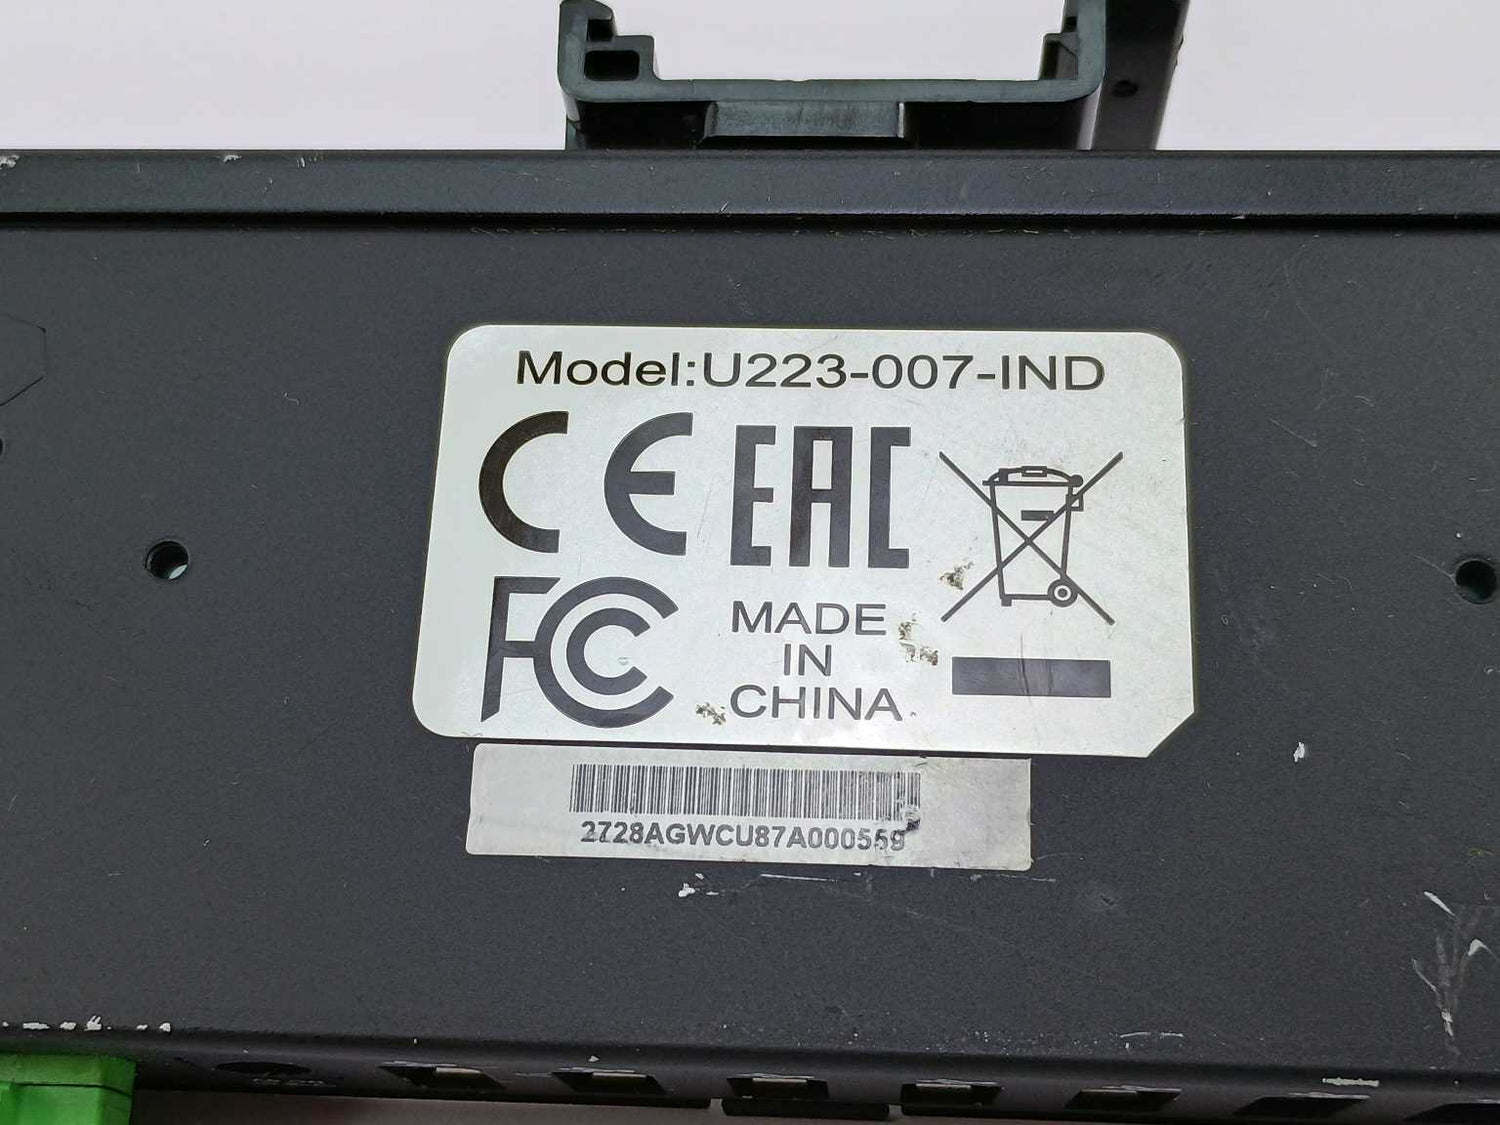 Model:U223-007-IND
CE EAC
FC
MADE
IN
CHINA
2728AGWCU87A000559